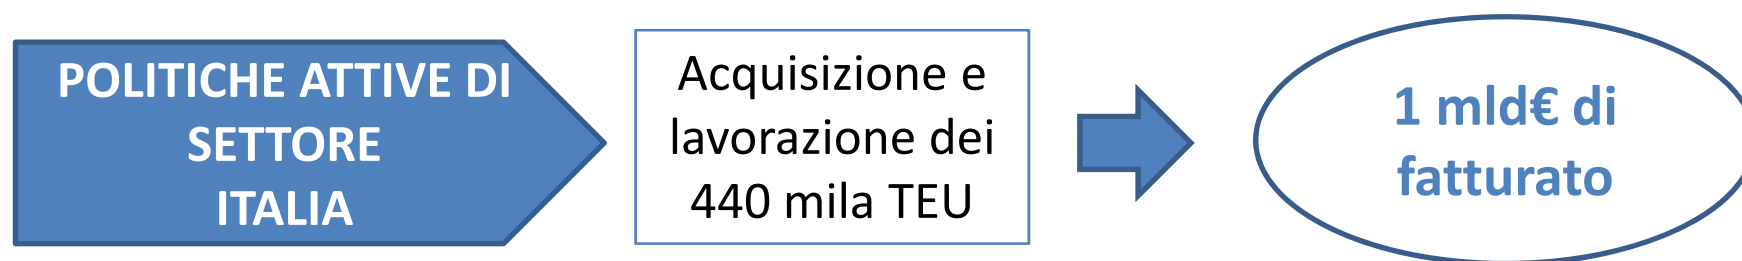 POLITICHE ATTIVE DI
SETTORE
ITALIA
Acquisizione e
lavorazione dei
440 mila TEU
1 mld€ di
fatturato